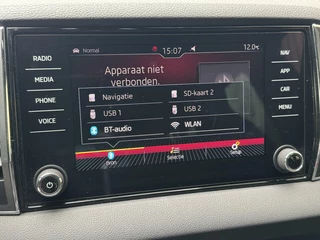 Normal 15:07 12.0°C
RADIO
MEDIA
PHONE
VOICE
NAV
APP
CAR
MENU
Apparaat niet
verbonden.
Navigatie SD-kaart 2
USB 1 USB 2
BT-audio WLAN
Bron Selectie Setup